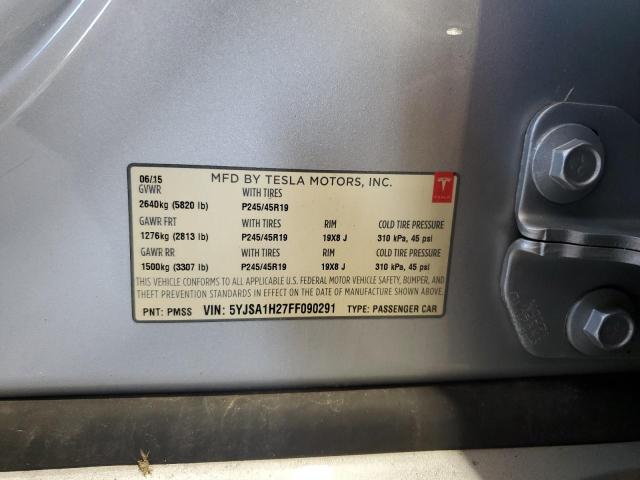 06/15 MFD BY TESLA MOTORS, INC.
GVWR WITH TIRES
2640kg (5820 lb) P245/45R19
GAWR FRT WITH TIRES RIM COLD TIRE PRESSURE
1276kg (2813 lb) P245/45R19 19X8 J 310 kPa, 45 psi
GAWR RR WITH TIRES RIM COLD TIRE PRESSURE
1500kg (3307 lb) P245/45R19 19X8 J 310 kPa, 45 psi
THIS VEHICLE CONFORMS TO ALL APPLICABLE U.S. FEDERAL MOTOR VEHICLE SAFETY, BUMPER, AND
THEFT PREVENTION STANDARDS IN EFFECT ON THE DATE OF MANUFACTURE SHOWN ABOVE.
PNT: PMSS VIN: 5YJSA1H27FF090291 TYPE: PASSENGER CAR
TESLA